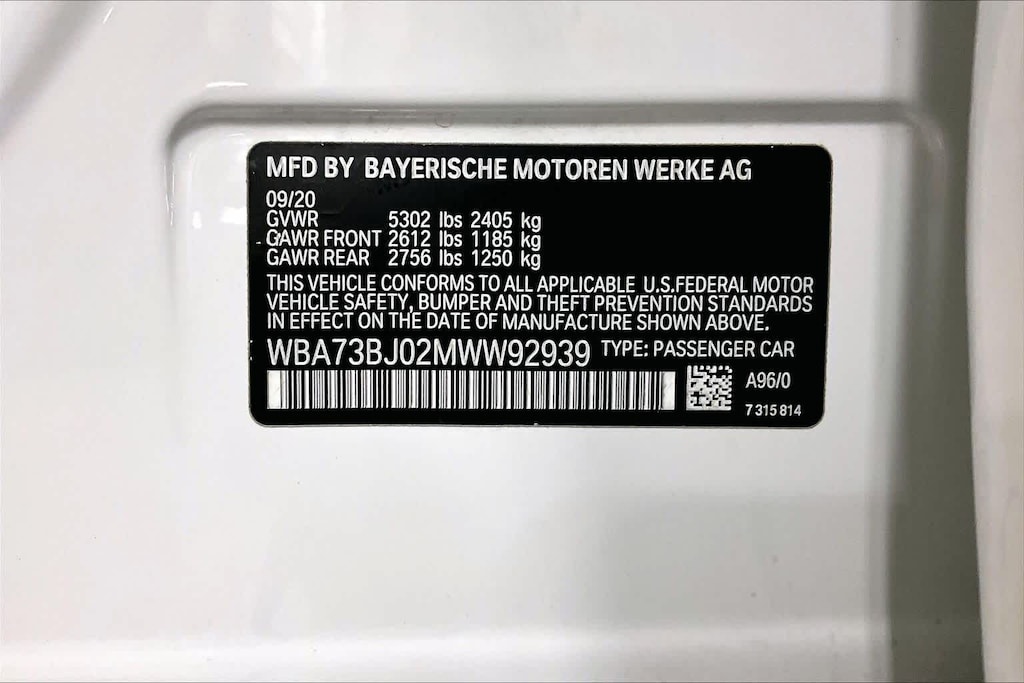 MFD BY BAYERISCHE MOTOREN WERKE AG
09/20
GVWR 5302 lbs 2405 kg
GAWR FRONT 2612 lbs 1185 kg
GAWR REAR 2756 lbs 1250 kg
THIS VEHICLE CONFORMS TO ALL APPLICABLE U.S.FEDERAL MOTOR
VEHICLE SAFETY, BUMPER AND THEFT PREVENTION STANDARDS
IN EFFECT ON THE DATE OF MANUFACTURE SHOWN ABOVE.
WBA73BJ02MWW92939 TYPE: PASSENGER CAR
A96/0
7 315 814